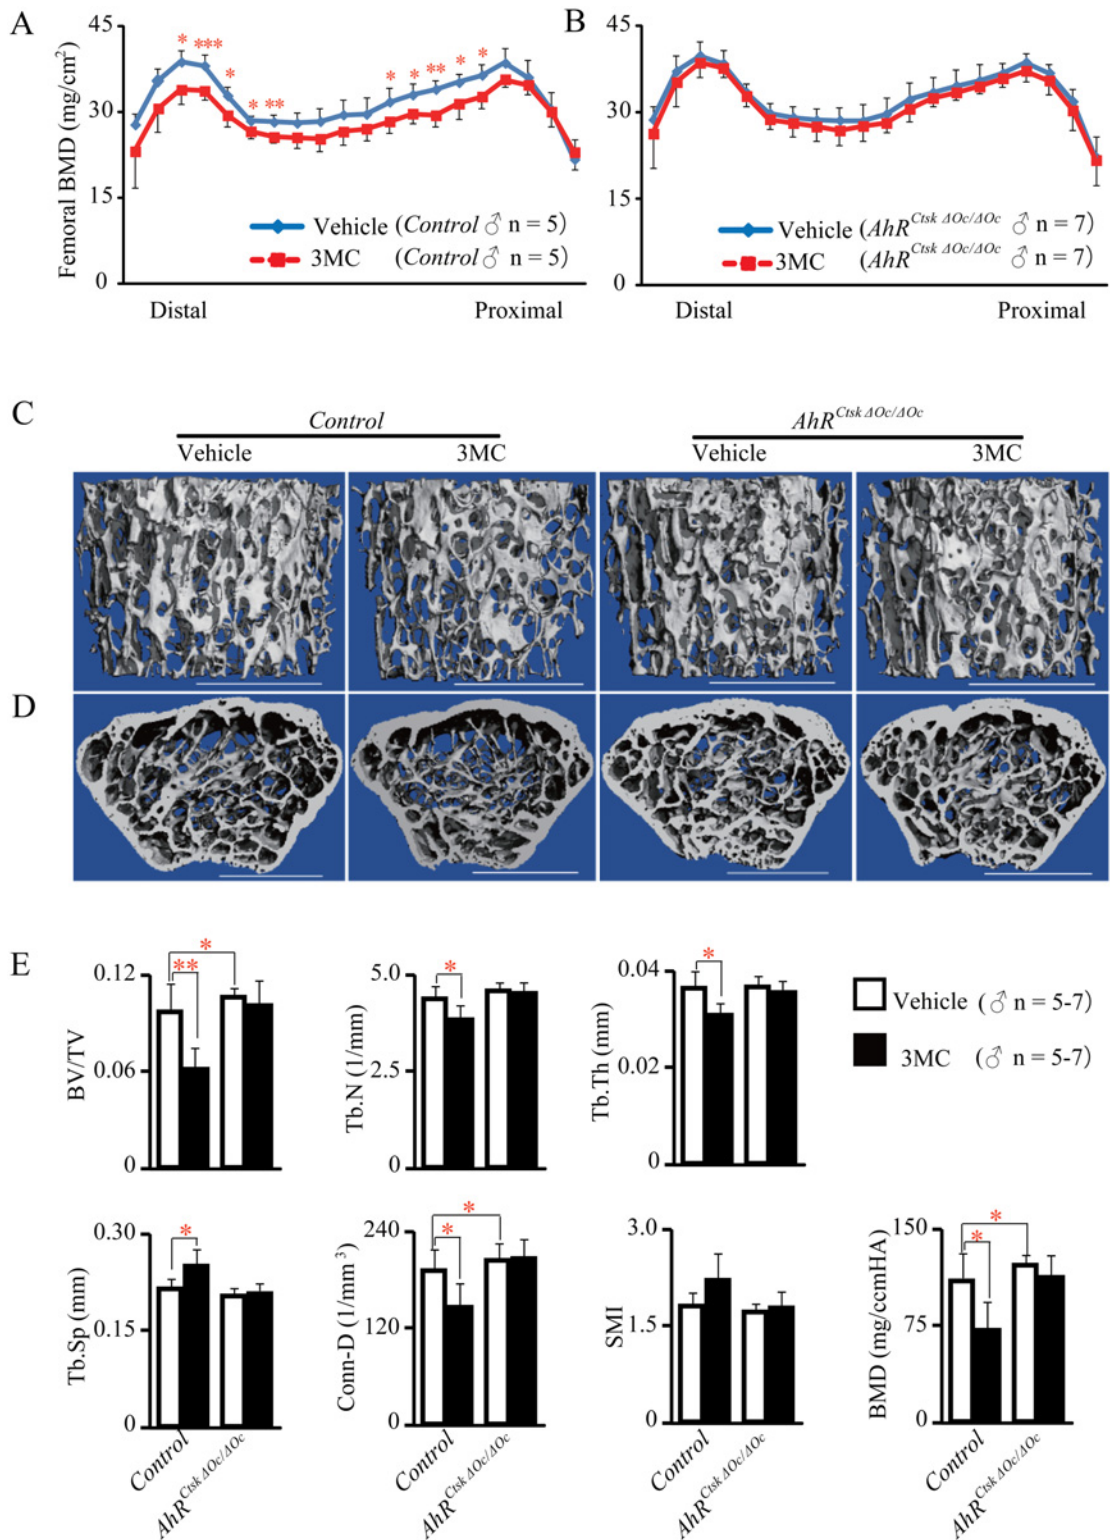 A
45
30
15
0
Femoral BMD (mg/cm²)
* *** * * ** * * ** * *
Vehicle (Control ♂ n = 5)
3MC (Control ♂ n = 5)
Distal Proximal
B
45
30
15
0
Vehicle (AhR^Ctsk ΔOc/ΔOc ♂ n = 7)
3MC (AhR^Ctsk ΔOc/ΔOc ♂ n = 7)
Distal Proximal
C
Control AhR^Ctsk ΔOc/ΔOc
Vehicle 3MC Vehicle 3MC
D
E
BV/TV
0.12
0.06
0
*
**
Tb.N (1/mm)
5.0
2.5
0
*
Tb.Th (mm)
0.04
0.02
0
*
Vehicle (♂ n = 5-7)
3MC (♂ n = 5-7)
Tb.Sp (mm)
0.30
0.15
0
*
Control
AhR^Ctsk ΔOc/ΔOc
Conn-D (1/mm³)
240
120
0
*
*
Control
AhR^Ctsk ΔOc/ΔOc
SMI
3.0
1.5
0
Control
AhR^Ctsk ΔOc/ΔOc
BMD (mg/ccmHA)
150
75
0
*
*
Control
AhR^Ctsk ΔOc/ΔOc